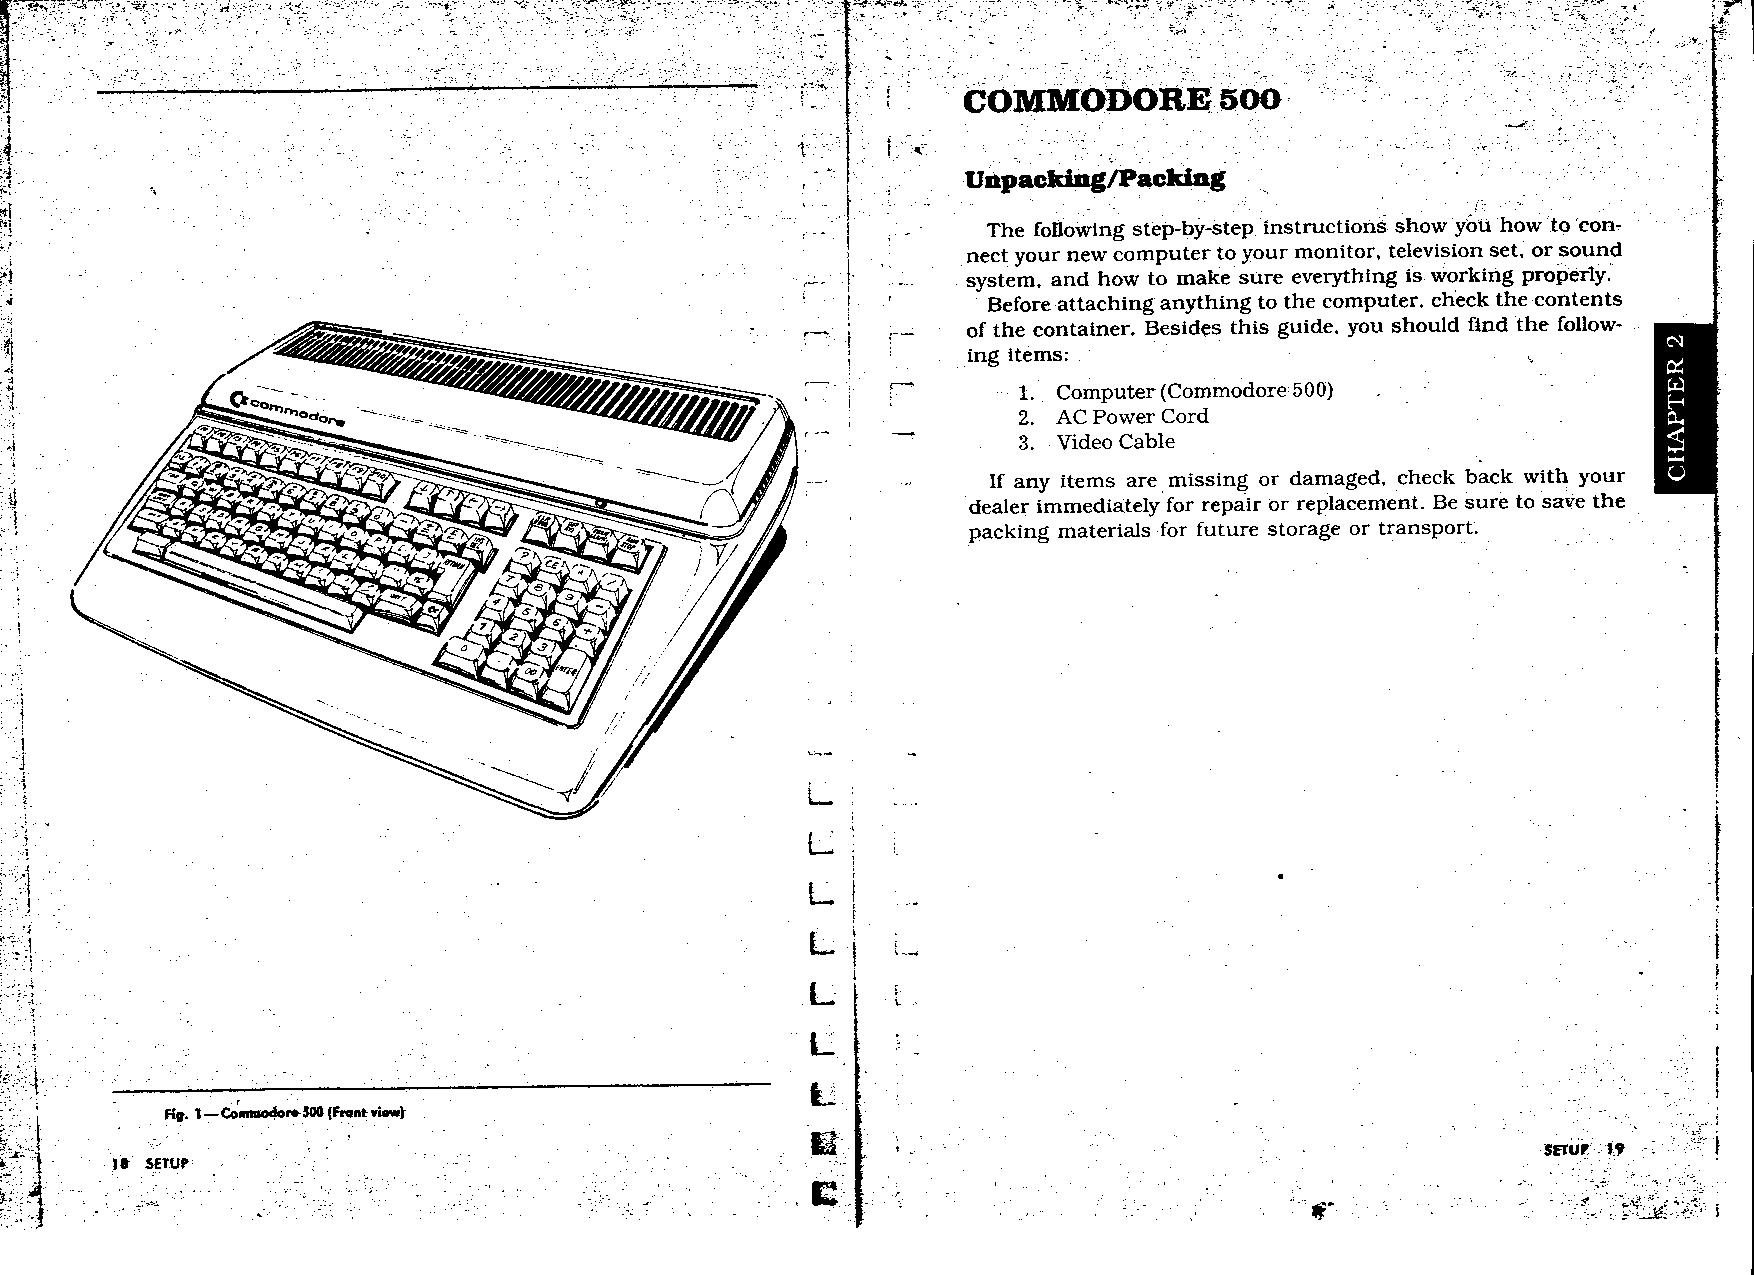 commodore
Fig. 1—Commodore 500 (Front view)
18 SETUP
COMMODORE 500
Unpacking/Packing
The following step-by-step instructions show you how to con-
nect your new computer to your monitor, television set, or sound
system, and how to make sure everything is working properly.
Before attaching anything to the computer, check the contents
of the container. Besides this guide, you should find the follow-
ing items:
1. Computer (Commodore 500)
2. AC Power Cord
3. Video Cable
If any items are missing or damaged, check back with your
dealer immediately for repair or replacement. Be sure to save the
packing materials for future storage or transport.
CHAPTER 2
SETUP 19